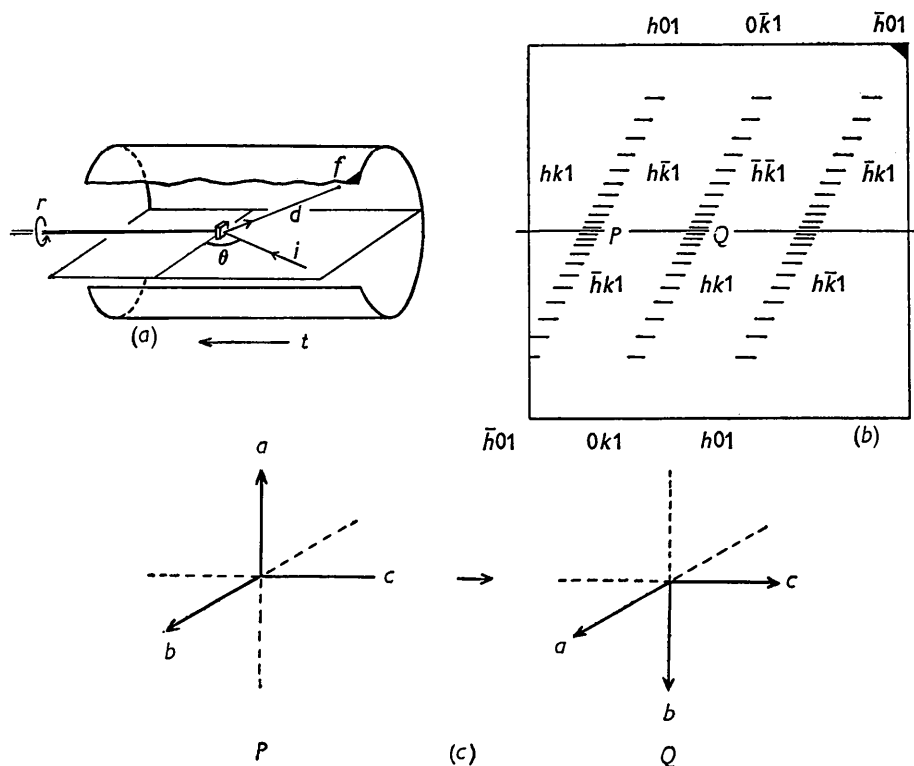 h01 0k̄1 h̄01
f
r
d
θ
i
(a)
t
hk1 hk̄1 h̄k̄1 h̄k1
P Q
h̄k1 hk1 hk̄1
(b)
h̄01 0k1 h01
a
c
b
c
a
b
P
(c)
Q